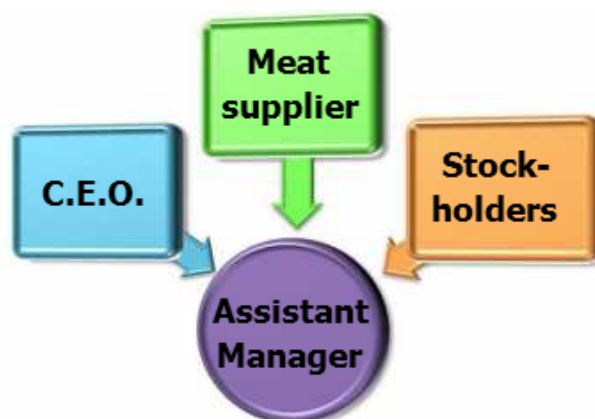 Meat
supplier
C.E.O.
Stock-
holders
Assistant
Manager